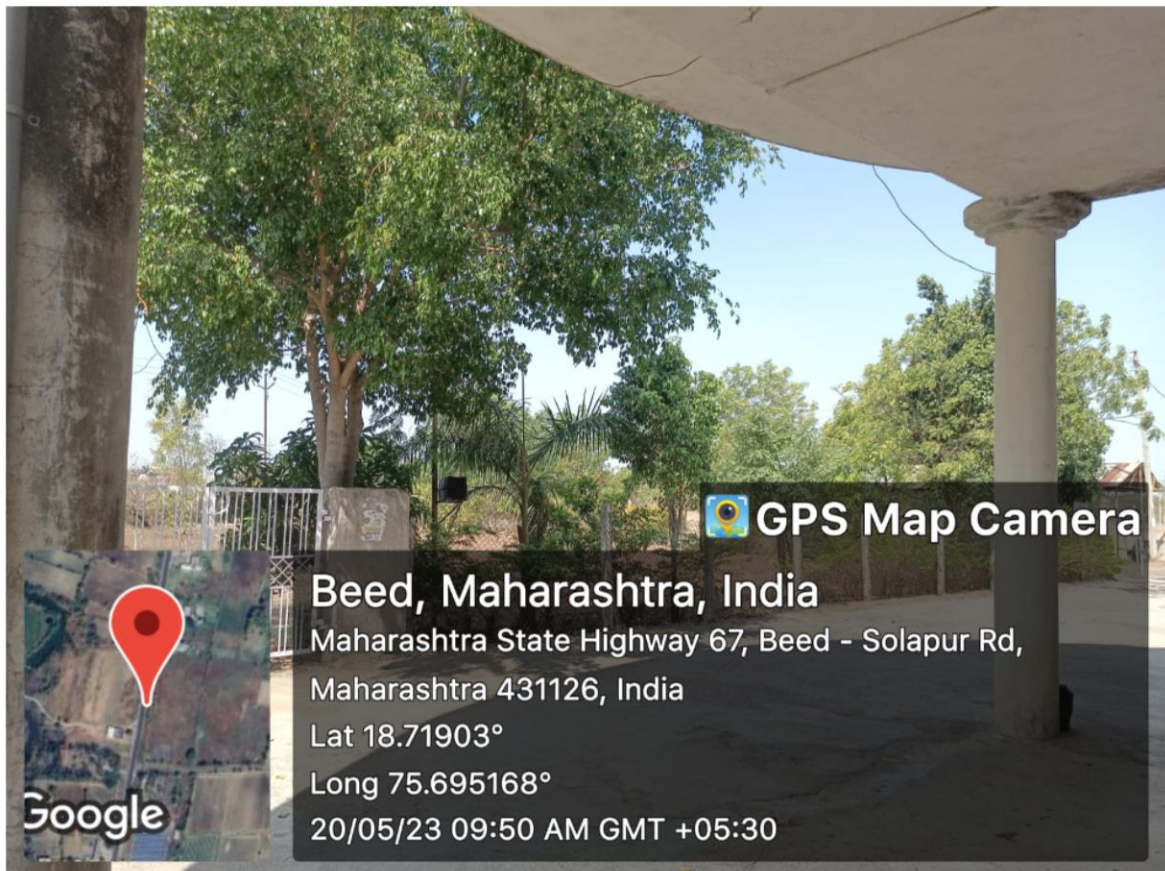 GPS Map Camera
Beed, Maharashtra, India
Maharashtra State Highway 67, Beed - Solapur Rd,
Maharashtra 431126, India
Lat 18.71903°
Long 75.695168°
20/05/23 09:50 AM GMT +05:30
Google